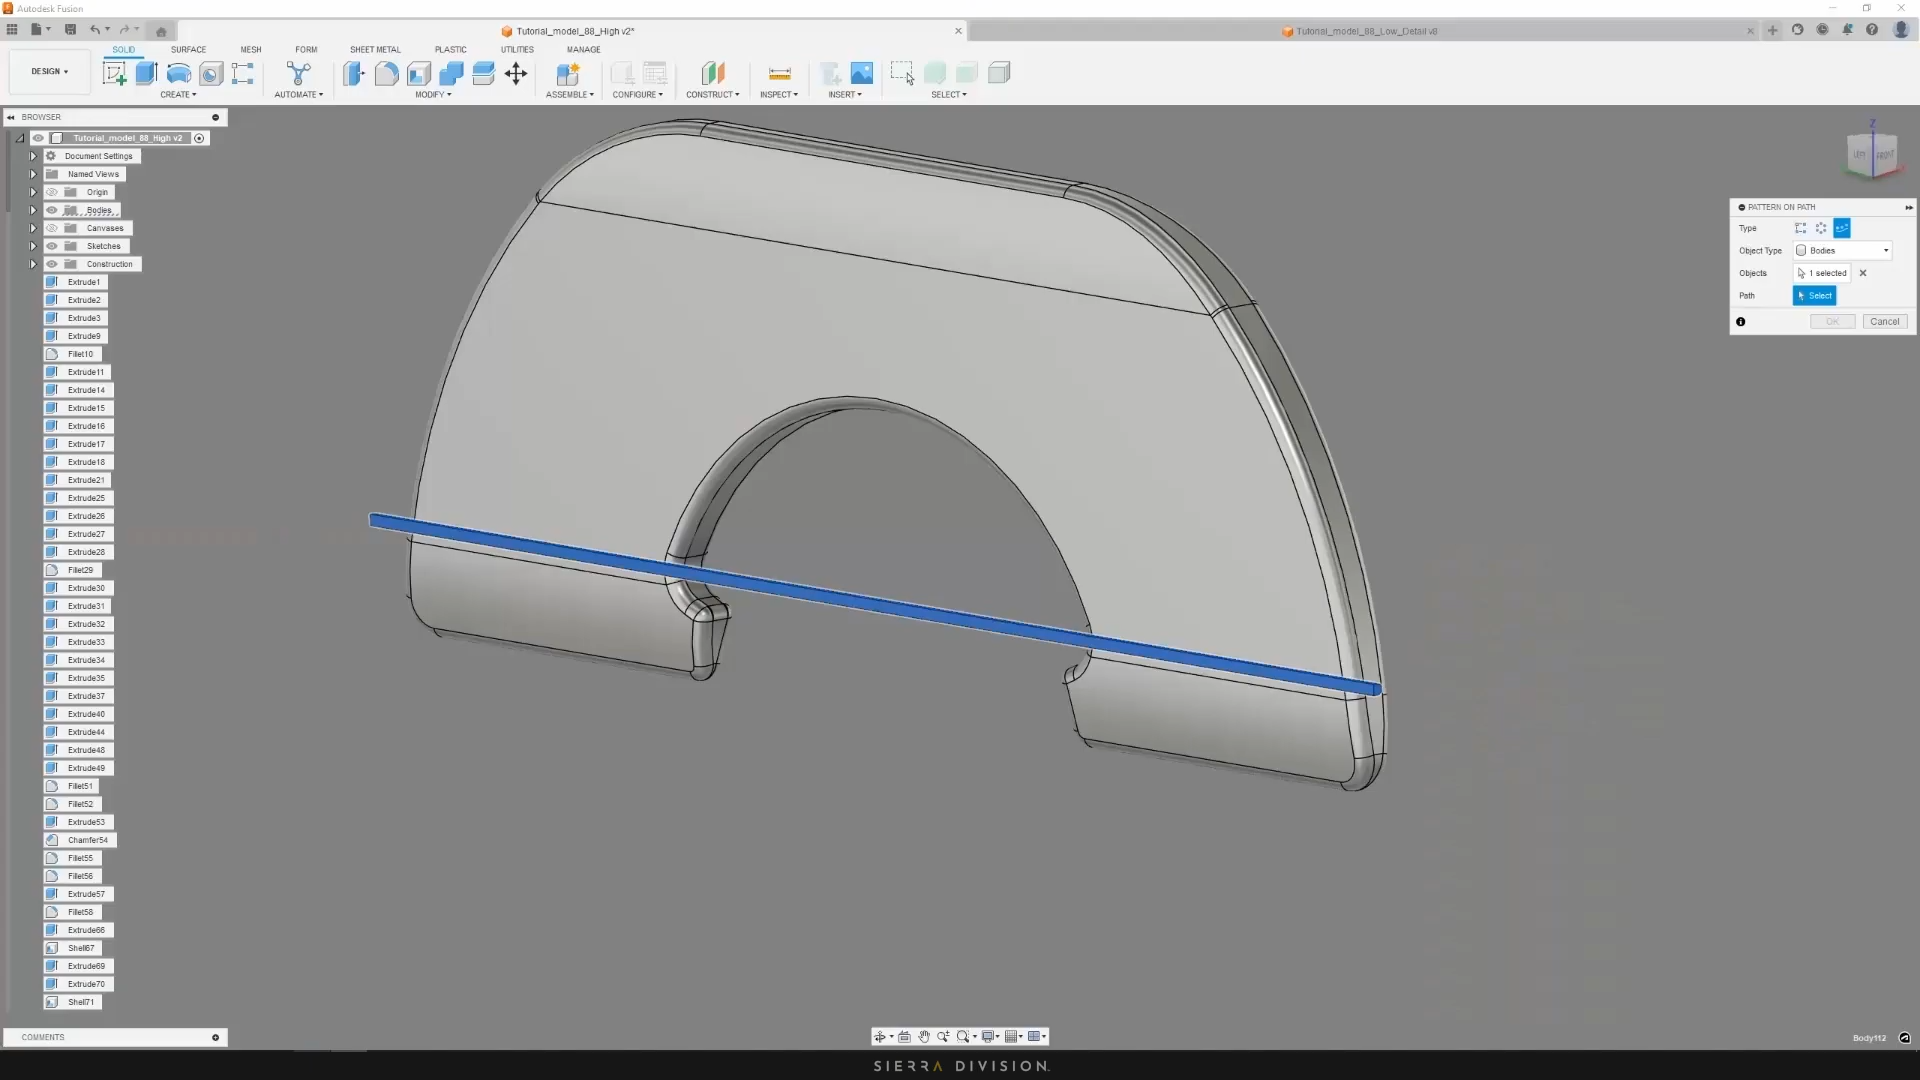 Autodesk Fusion
Tutorial_model_88_High v2*
Tutorial_model_88_Low_Detail v8
SOLID SURFACE MESH FORM SHEET METAL PLASTIC UTILITIES MANAGE
DESIGN
CREATE AUTOMATE MODIFY ASSEMBLE CONFIGURE CONSTRUCT INSPECT INSERT SELECT
BROWSER
Tutorial_model_88_High v2
Document Settings
Named Views
Origin
Bodies
Canvases
Sketches
Construction
Extrude1
Extrude2
Extrude3
Extrude9
Fillet10
Extrude11
Extrude14
Extrude15
Extrude16
Extrude17
Extrude18
Extrude21
Extrude25
Extrude26
Extrude27
Extrude28
Fillet29
Extrude30
Extrude31
Extrude32
Extrude33
Extrude34
Extrude35
Extrude37
Extrude40
Extrude44
Extrude48
Extrude49
Fillet51
Fillet52
Extrude53
Chamfer54
Fillet55
Fillet56
Extrude57
Fillet58
Extrude66
Shell67
Extrude69
Extrude70
Shell71
COMMENTS
Z
LEFT FRONT
PATTERN ON PATH
Type
Object Type Bodies
Objects 1 selected
Path Select
OK Cancel
Body112
SIERRA DIVISION.